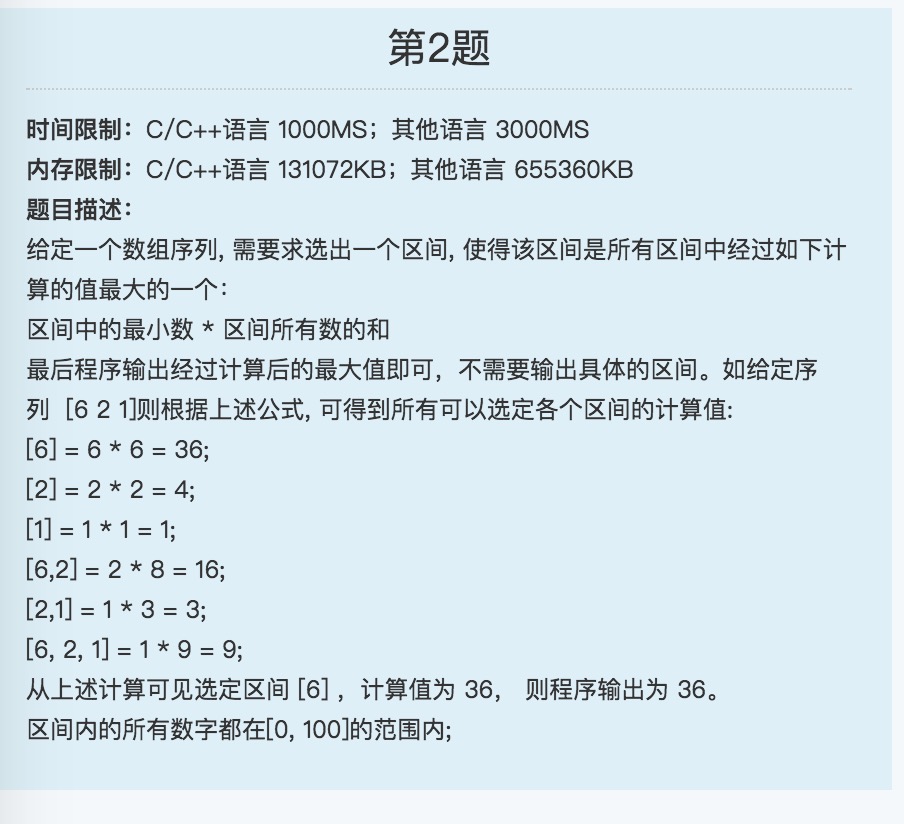 第2题
时间限制：C/C++语言 1000MS；其他语言 3000MS
内存限制：C/C++语言 131072KB；其他语言 655360KB
题目描述：
给定一个数组序列, 需要求选出一个区间, 使得该区间是所有区间中经过如下计
算的值最大的一个：
区间中的最小数 * 区间所有数的和
最后程序输出经过计算后的最大值即可，不需要输出具体的区间。如给定序
列  [6 2 1]则根据上述公式, 可得到所有可以选定各个区间的计算值:
[6] = 6 * 6 = 36;
[2] = 2 * 2 = 4;
[1] = 1 * 1 = 1;
[6,2] = 2 * 8 = 16;
[2,1] = 1 * 3 = 3;
[6, 2, 1] = 1 * 9 = 9;
从上述计算可见选定区间 [6] ，计算值为 36， 则程序输出为 36。
区间内的所有数字都在[0, 100]的范围内;